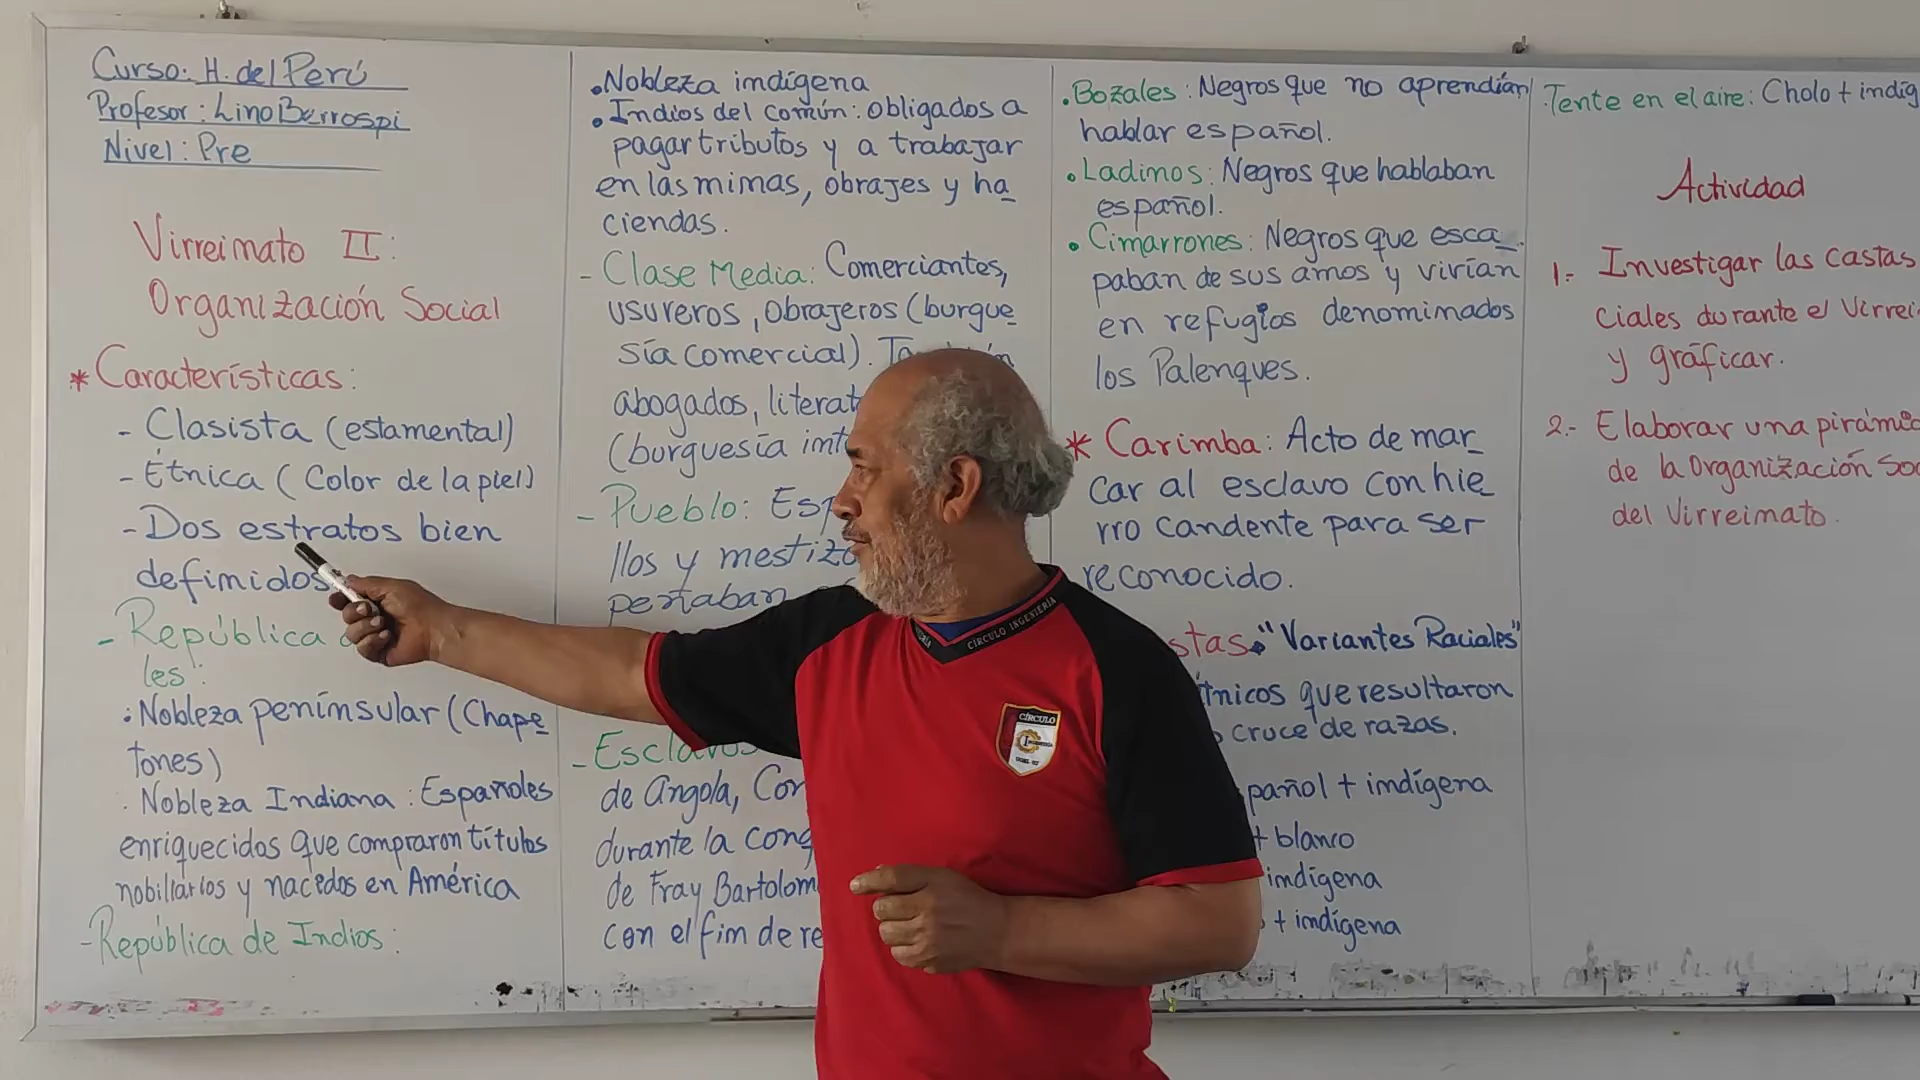 Curso: H. del Perú
Profesor: Lino Berrospi
Nivel: Pre
Virreinato II:
Organización Social
* Características:
- Clasista (estamental)
- Étnica (Color de la piel)
- Dos estratos bien
definidos
- República
les:
• Nobleza peninsular (Chape
tones)
• Nobleza Indiana: Españoles
enriquecidos que compraron títulos
nobiliarios y nacidos en América
- República de Indios:
• Nobleza indígena
• Indios del común: obligados a
pagar tributos y a trabajar
en las minas, obrajes y ha
ciendas.
- Clase Media: Comerciantes,
usureros, obrajeros (burgue
sía comercial).
abogados, literat
(burguesía int
- Pueblo: Esp
llos y mestizo
pertaban
- Esclavos
de Angola, Con
durante la conq
de Fray Bartolom
con el fin de re
• Bozales: Negros que no aprendían
hablar español.
• Ladinos: Negros que hablaban
español.
• Cimarrones: Negros que esca
paban de sus amos y vivían
en refugios denominados
los Palenques.
* Carimba: Acto de mar
car al esclavo con hie
rro candente para ser
reconocido.
stas: "Variantes Raciales"
tnicos que resultaron
cruce de razas.
pañol + indígena
+ blanco
indígena
+ indígena
• Tente en el aire: Cholo + indíg
Actividad
1.- Investigar las castas
ciales durante el Virrei
y gráficar.
2.- Elaborar una pirámid
de la Organización So
del Virreinato.
CÍRCULO INGENIERÍA
CÍRCULO